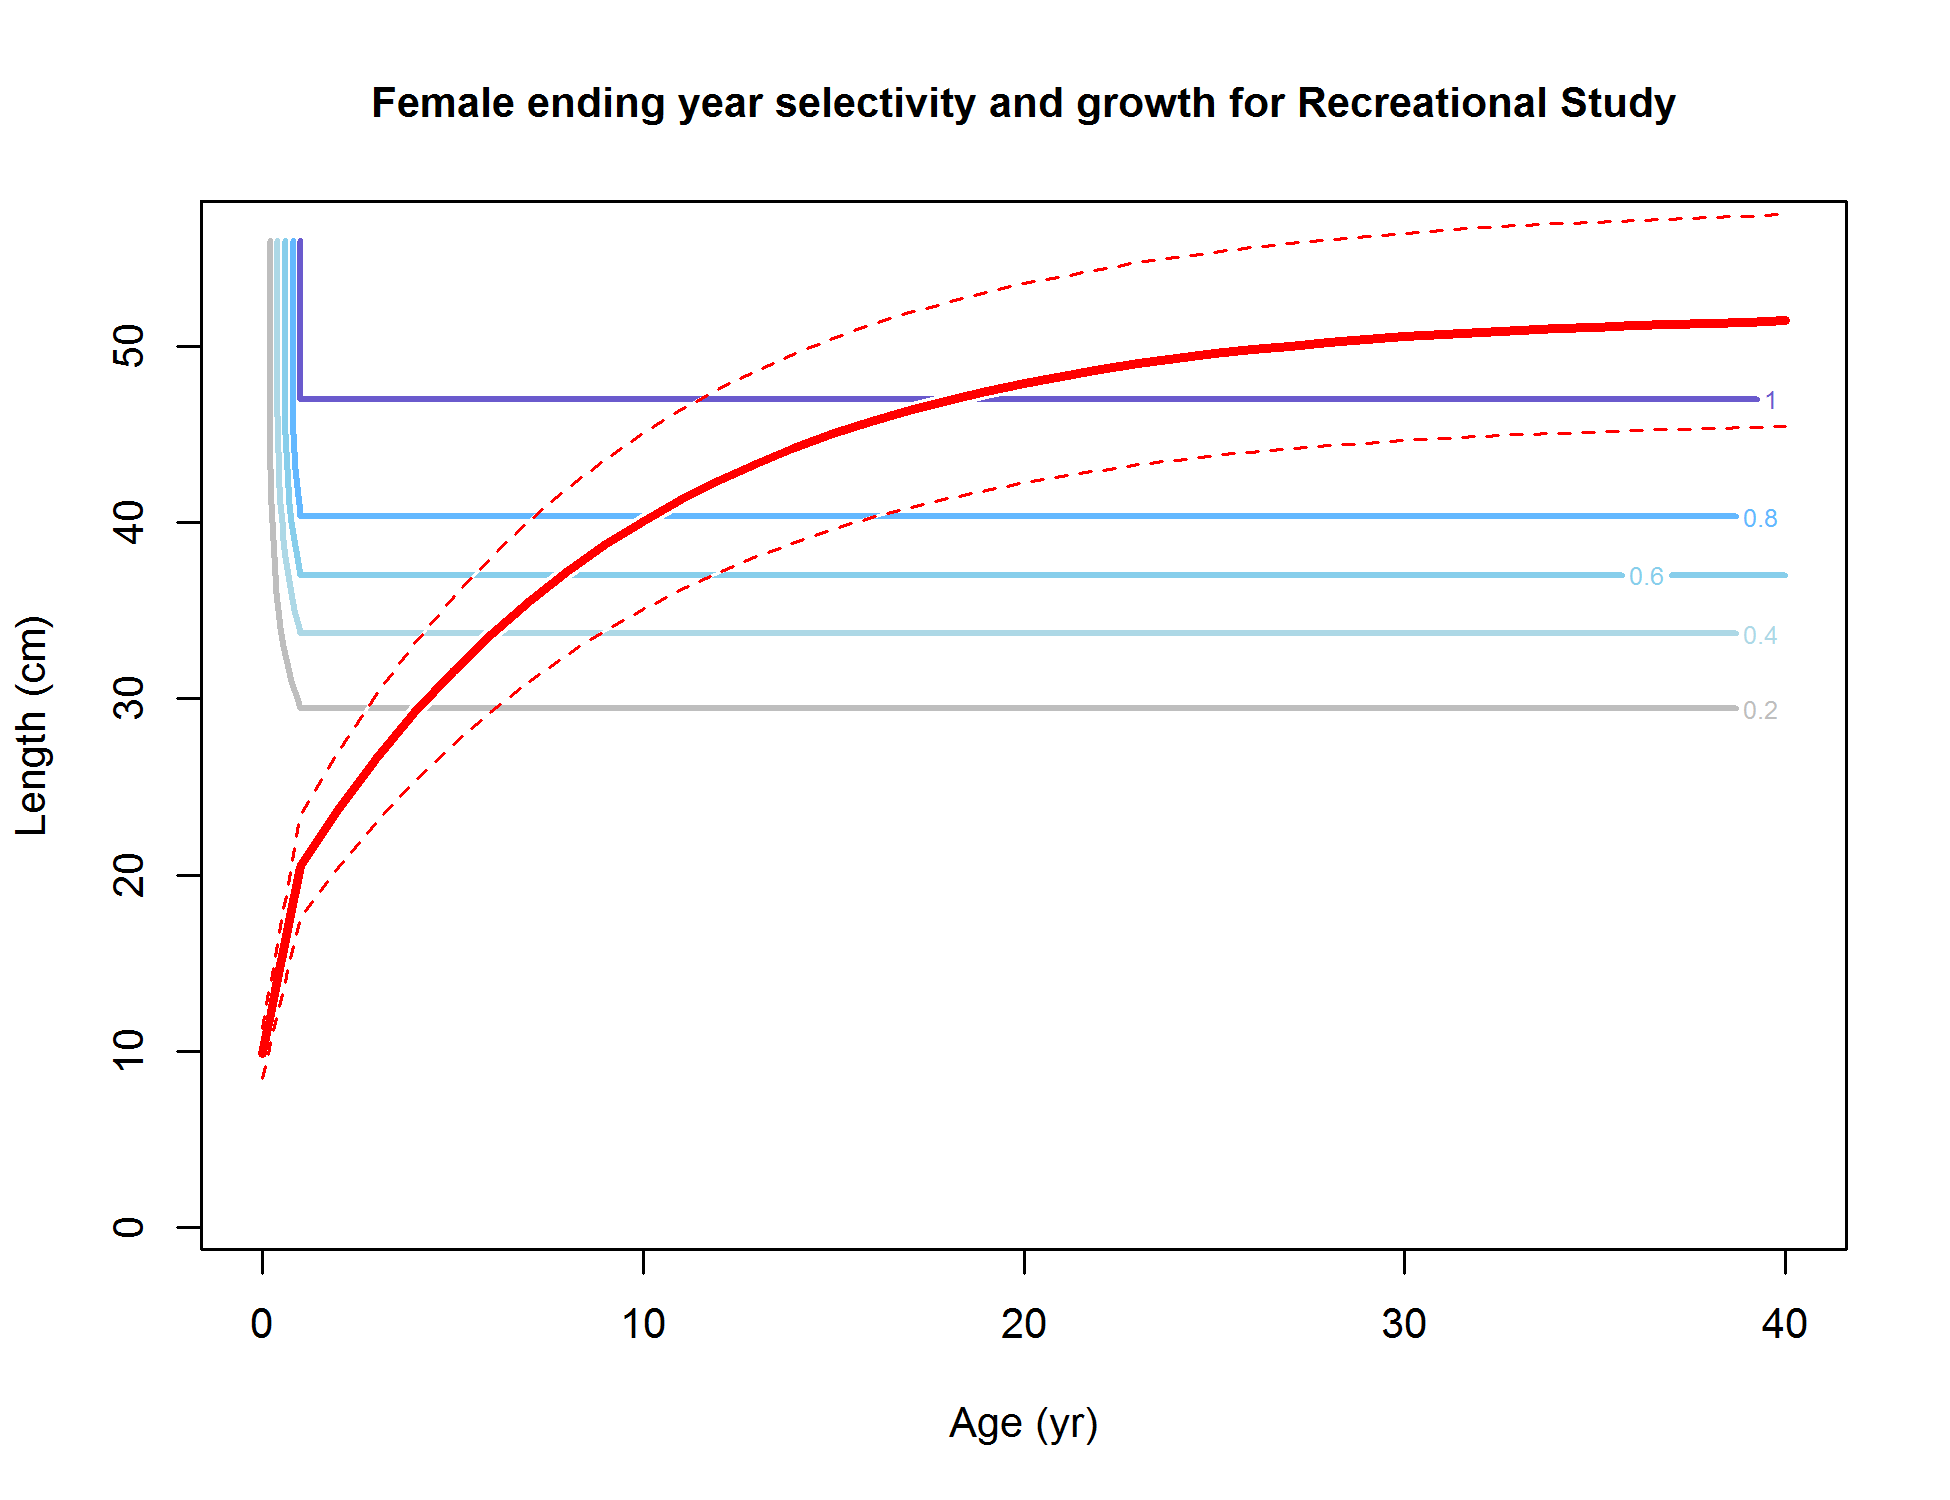 Female ending year selectivity and growth for Recreational Study
Length (cm)
50
40
30
20
10
0
1
0.8
0.6
0.4
0.2
0 10 20 30 40
Age (yr)